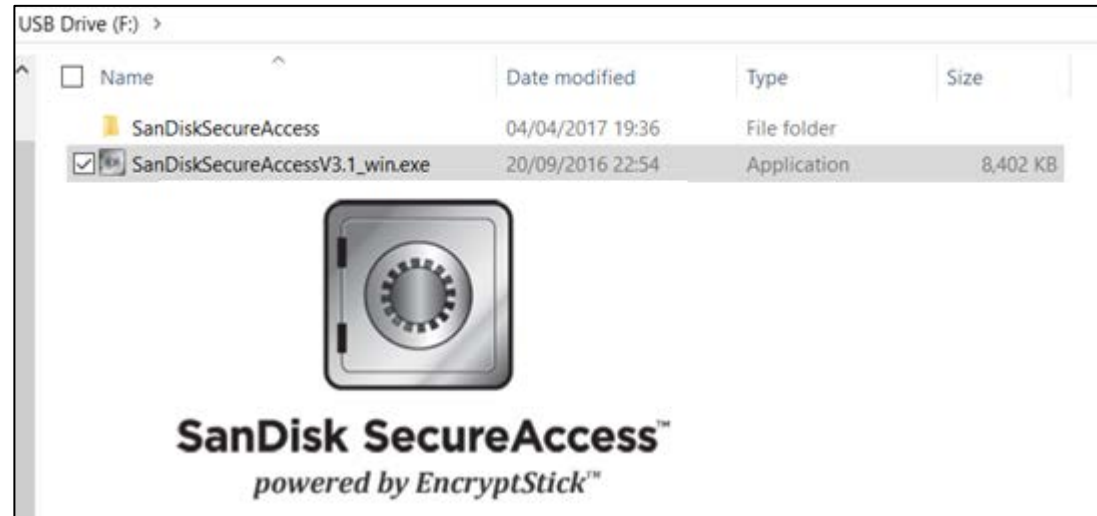 USB Drive (F:) >
Name Date modified Type Size
SanDiskSecureAccess 04/04/2017 19:36 File folder
SanDiskSecureAccessV3.1_win.exe 20/09/2016 22:54 Application 8,402 KB
SanDisk SecureAccess™
powered by EncryptStick™